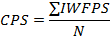 CPS = ∑IWFPS / N